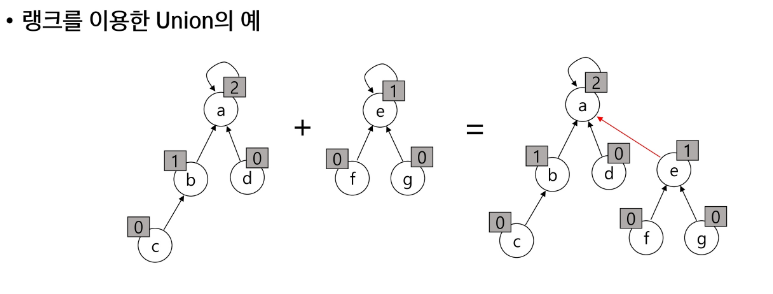 • 랭크를 이용한 Union의 예
2 1 2
a e a
+ =
1 0 0 0 1 0 1
b d f g b d e
0 0 0 0
c c f g